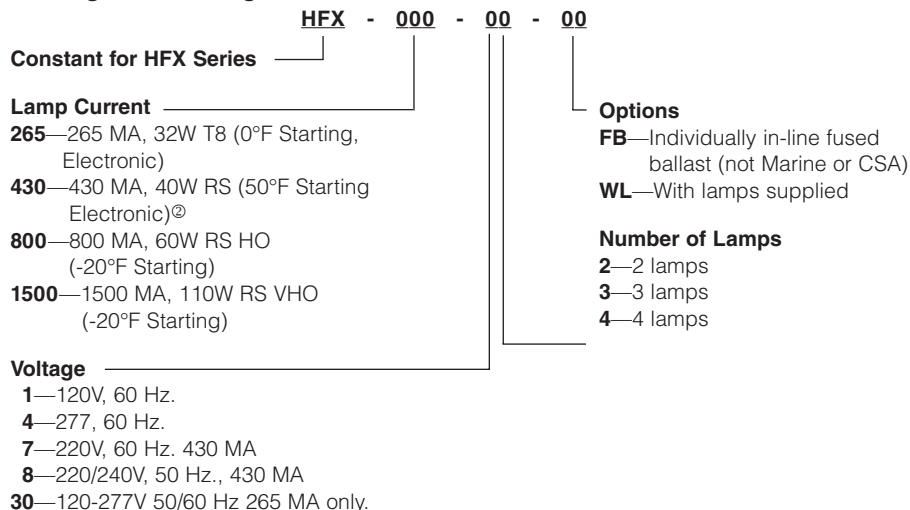 HFX - 000 - 00 - 00
Constant for HFX Series
Lamp Current
265—265 MA, 32W T8 (0°F Starting,
Electronic)
430—430 MA, 40W RS (50°F Starting
Electronic)②
800—800 MA, 60W RS HO
(-20°F Starting)
1500—1500 MA, 110W RS VHO
(-20°F Starting)
Voltage
1—120V, 60 Hz.
4—277, 60 Hz.
7—220V, 60 Hz. 430 MA
8—220/240V, 50 Hz., 430 MA
30—120-277V 50/60 Hz 265 MA only.
Options
FB—Individually in-line fused
ballast (not Marine or CSA)
WL—With lamps supplied
Number of Lamps
2—2 lamps
3—3 lamps
4—4 lamps